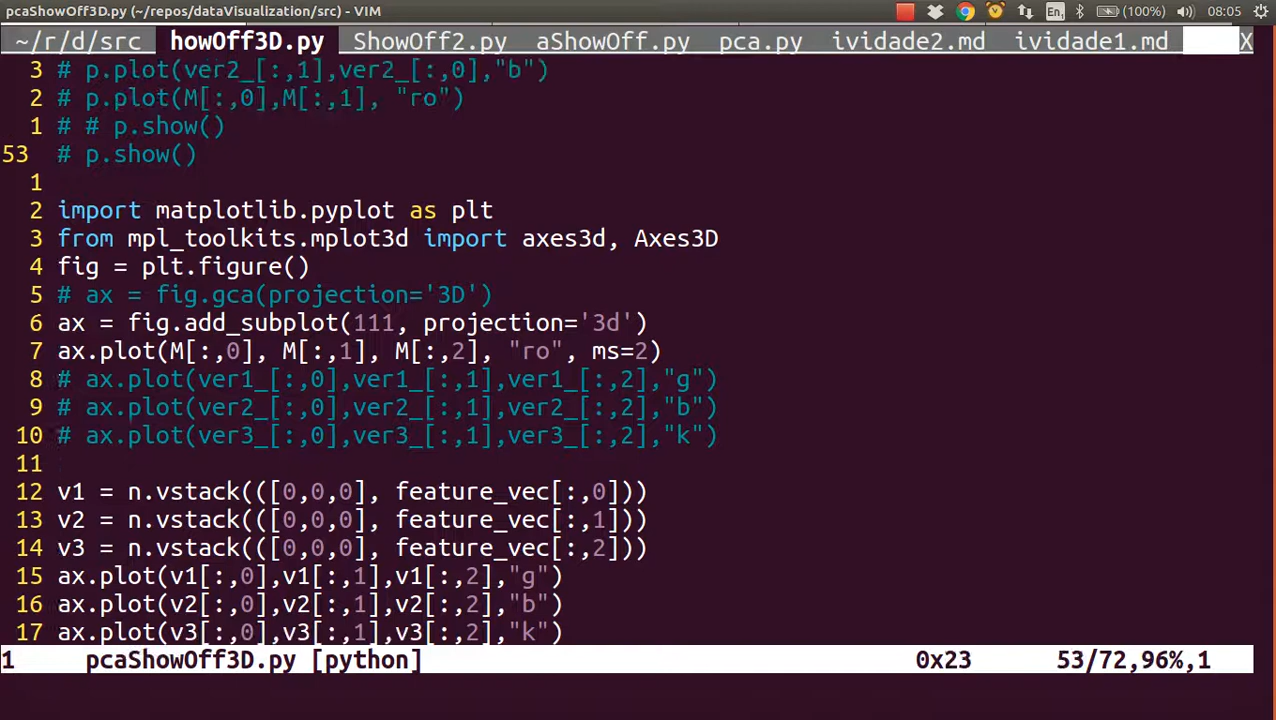 pcaShowOff3D.py (~/repos/dataVisualization/src) - VIM
En1 (100%) 08:05
~/r/d/src howOff3D.py ShowOff2.py aShowOff.py pca.py ividade2.md ividade1.md X
3 # p.plot(ver2_[:,1],ver2_[:,0],"b")
2 # p.plot(M[:,0],M[:,1], "ro")
1 # # p.show()
53 # p.show()
1
2 import matplotlib.pyplot as plt
3 from mpl_toolkits.mplot3d import axes3d, Axes3D
4 fig = plt.figure()
5 # ax = fig.gca(projection='3D')
6 ax = fig.add_subplot(111, projection='3d')
7 ax.plot(M[:,0], M[:,1], M[:,2], "ro", ms=2)
8 # ax.plot(ver1_[:,0],ver1_[:,1],ver1_[:,2],"g")
9 # ax.plot(ver2_[:,0],ver2_[:,1],ver2_[:,2],"b")
10 # ax.plot(ver3_[:,0],ver3_[:,1],ver3_[:,2],"k")
11
12 v1 = n.vstack(([0,0,0], feature_vec[:,0]))
13 v2 = n.vstack(([0,0,0], feature_vec[:,1]))
14 v3 = n.vstack(([0,0,0], feature_vec[:,2]))
15 ax.plot(v1[:,0],v1[:,1],v1[:,2],"g")
16 ax.plot(v2[:,0],v2[:,1],v2[:,2],"b")
17 ax.plot(v3[:,0],v3[:,1],v3[:,2],"k")
1 pcaShowOff3D.py [python] 0x23 53/72,96%,1